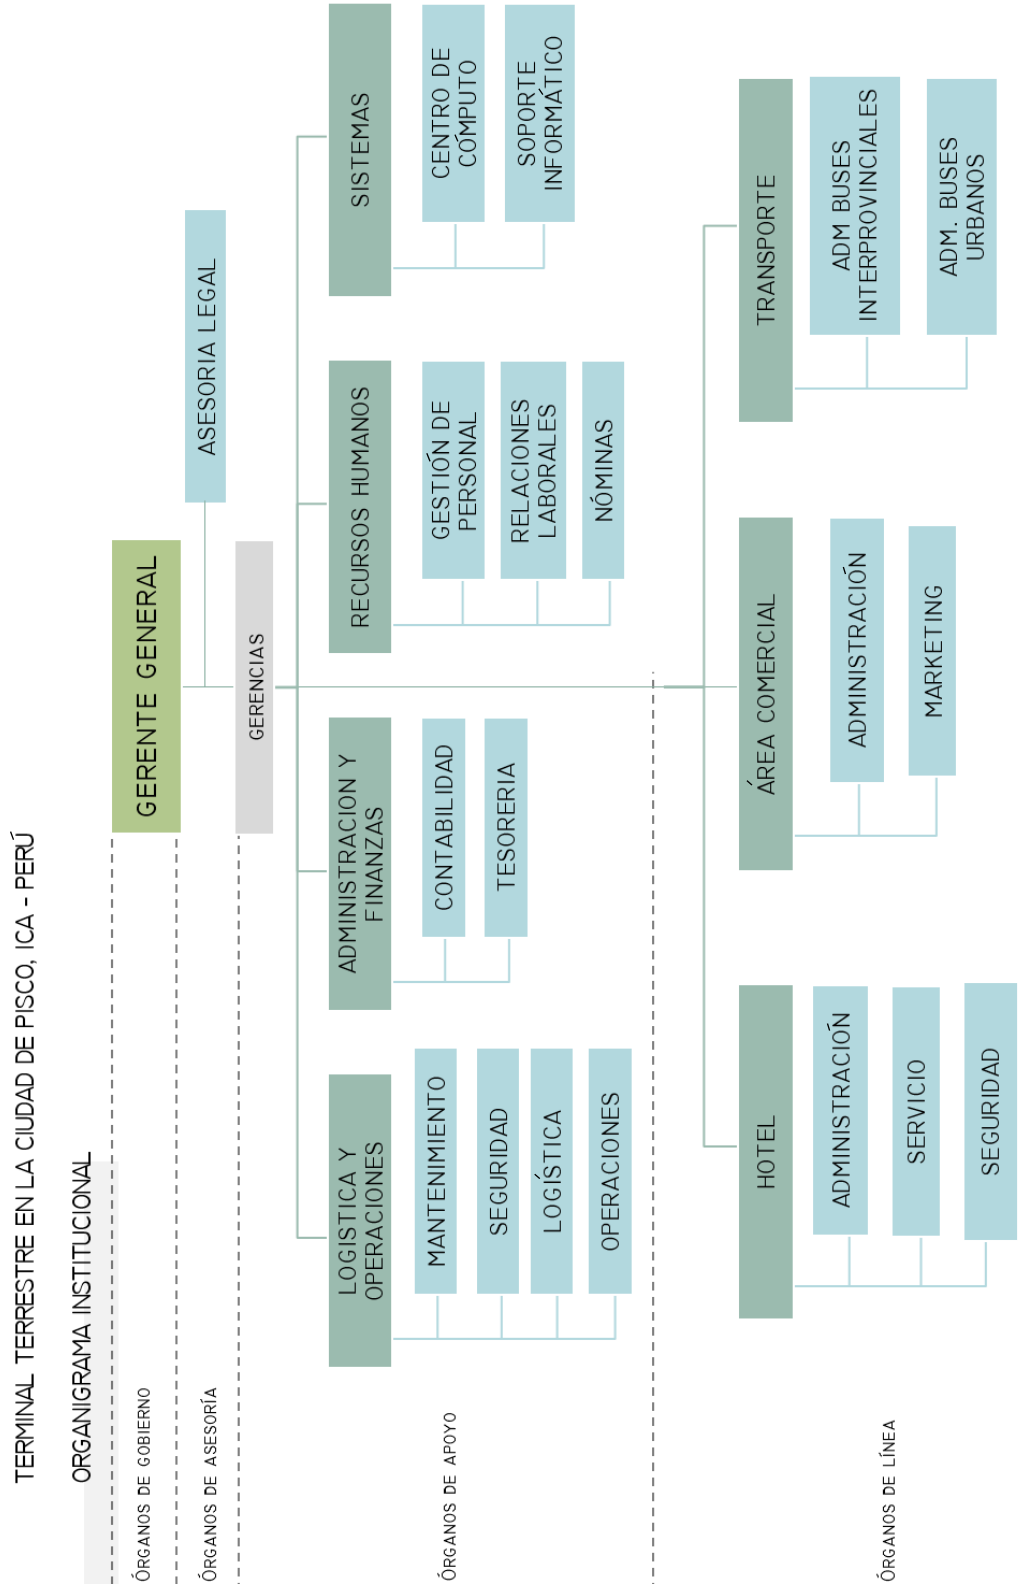 TERMINAL TERRESTRE EN LA CIUDAD DE PISCO, ICA - PERÚ
ORGANIGRAMA INSTITUCIONAL
ÓRGANOS DE GOBIERNO
GERENTE GENERAL
ÓRGANOS DE ASESORÍA
ASESORIA LEGAL
GERENCIAS
ÓRGANOS DE APOYO
LOGISTICA Y
OPERACIONES
MANTENIMIENTO
SEGURIDAD
LOGÍSTICA
OPERACIONES
ADMINISTRACION Y
FINANZAS
CONTABILIDAD
TESORERIA
RECURSOS HUMANOS
GESTIÓN DE
PERSONAL
RELACIONES
LABORALES
NÓMINAS
SISTEMAS
CENTRO DE
CÓMPUTO
SOPORTE
INFORMÁTICO
ÓRGANOS DE LÍNEA
HOTEL
ADMINISTRACIÓN
SERVICIO
SEGURIDAD
ÁREA COMERCIAL
ADMINISTRACIÓN
MARKETING
TRANSPORTE
ADM BUSES
INTERPROVINCIALES
ADM. BUSES
URBANOS